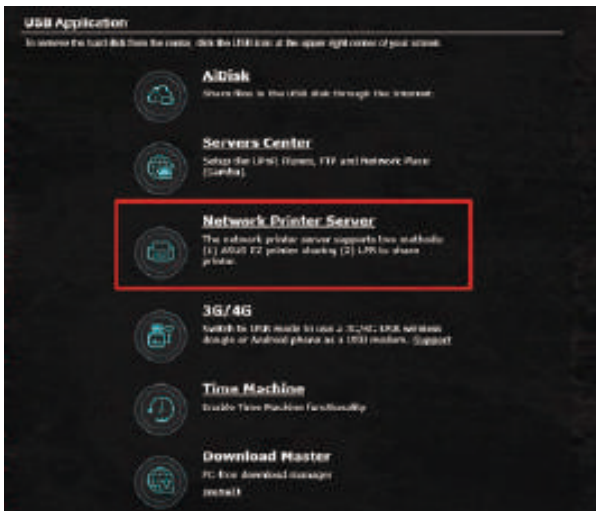 USB Application
To remove the hard disk from the router, click the USB icon at the upper right corner of your screen.
AiDisk
Share files in the USB disk through the Internet.
Servers Center
Setup the UPnP, iTunes, FTP and Network Place
(Samba).
Network Printer Server
The network printer server supports two methods:
(1) ASUS EZ printer sharing (2) LPR to share
printer.
3G/4G
Switch to USB mode to use a 3G/4G USB wireless
dongle or Android phone as a USB modem. Support
Time Machine
Enable Time Machine functionality
Download Master
PC-free download manager
Install